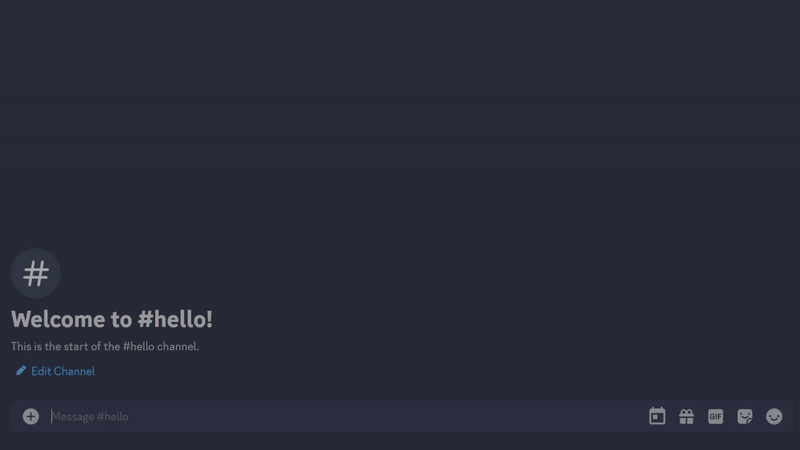 Welcome to #hello!
This is the start of the #hello channel.
Edit Channel
Message #hello
GIF